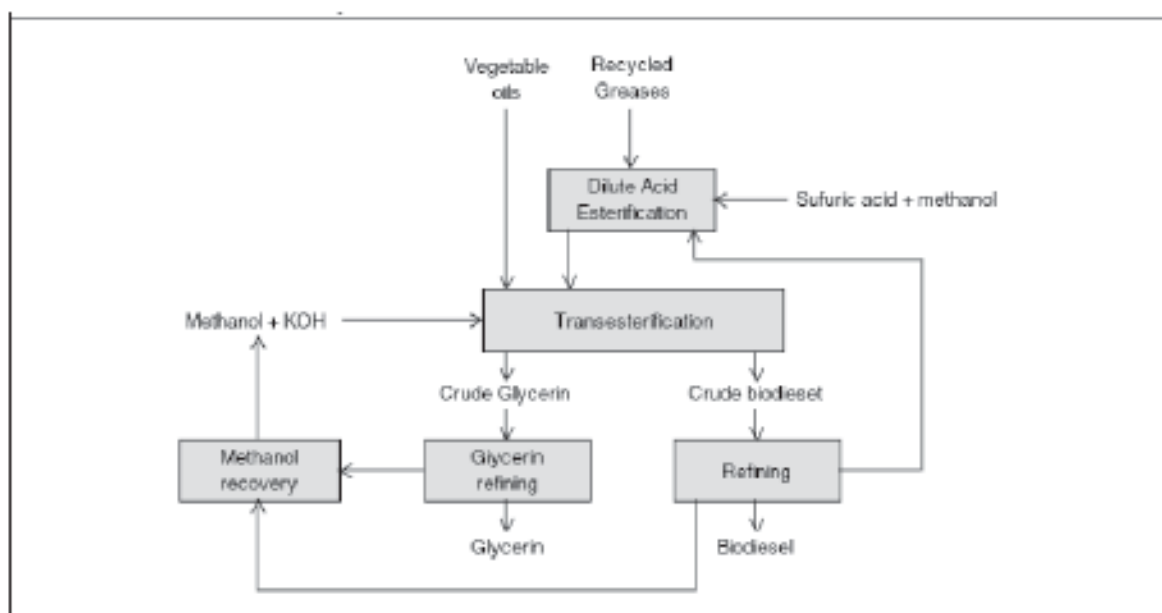 Vegetable
oils
Recycled
Greases
Dilute Acid
Esterification
Sufuric acid + methanol
Methanol + KOH
Transesterification
Crude Glycerin
Crude biodieset
Methanol
recovery
Glycerin
refining
Refining
Glycerin
Biodiesel